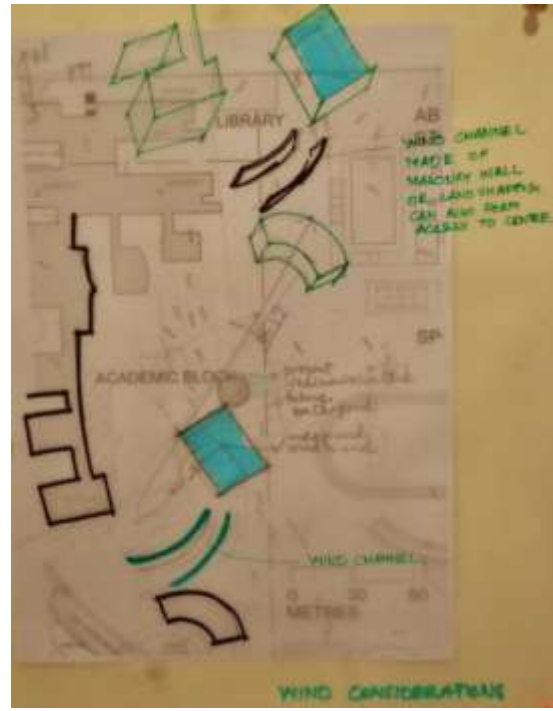 LIBRARY
AB
WIND CHANNEL
MADE OF
MASONRY WALL
OR LANDSHAPING
CAN ALSO FORM
ACCESS TO CENTRE
SP
ACADEMIC BLOCK
WIND CHANNEL
0 30 60
METRES
WIND CONSIDERATIONS